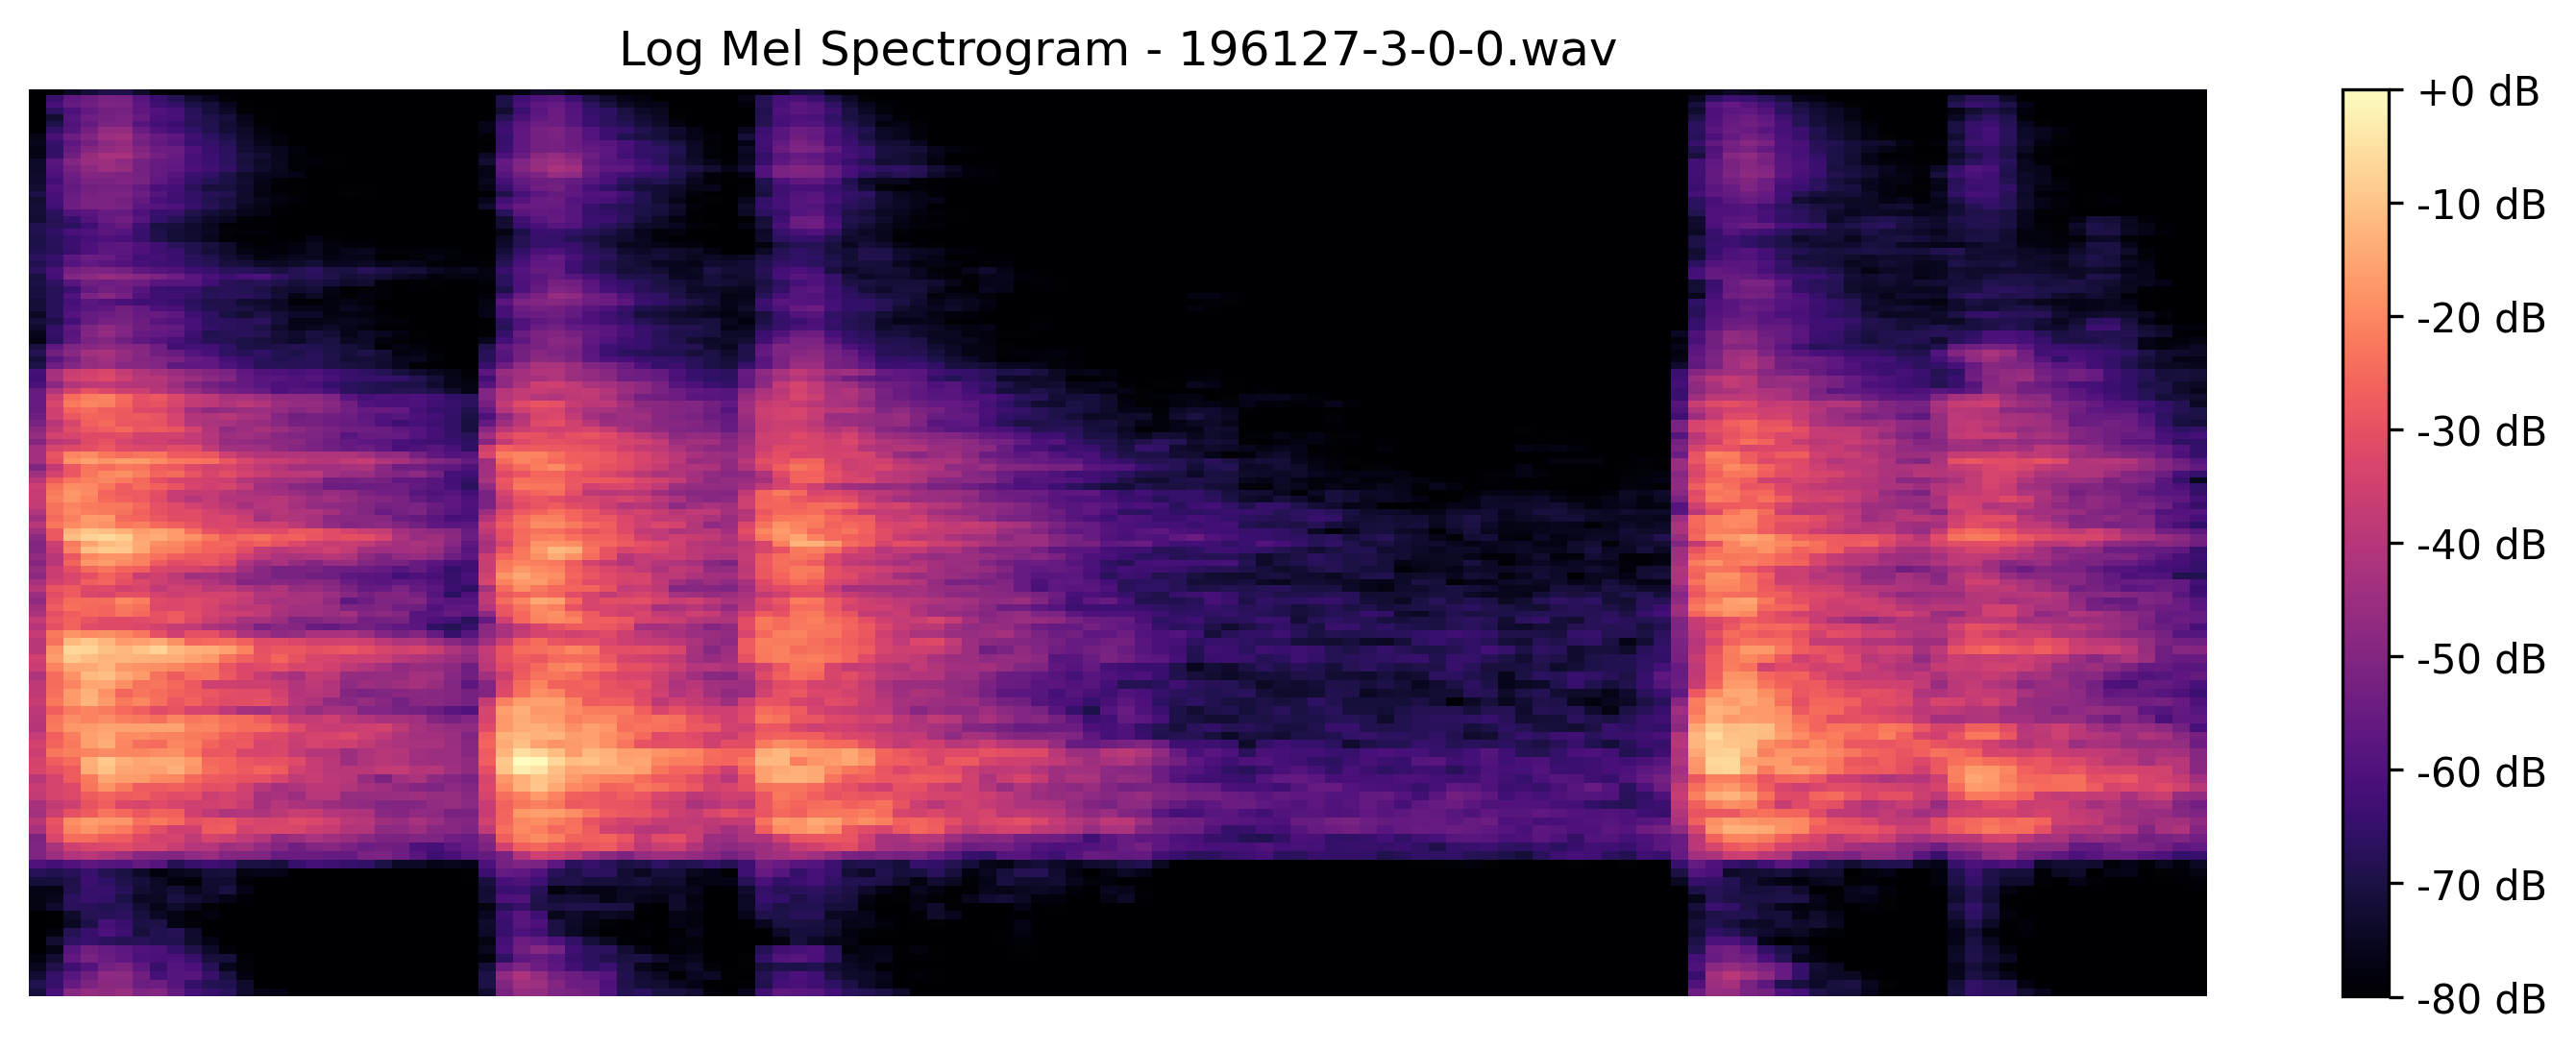 Log Mel Spectrogram - 196127-3-0-0.wav
+0 dB
-10 dB
-20 dB
-30 dB
-40 dB
-50 dB
-60 dB
-70 dB
-80 dB